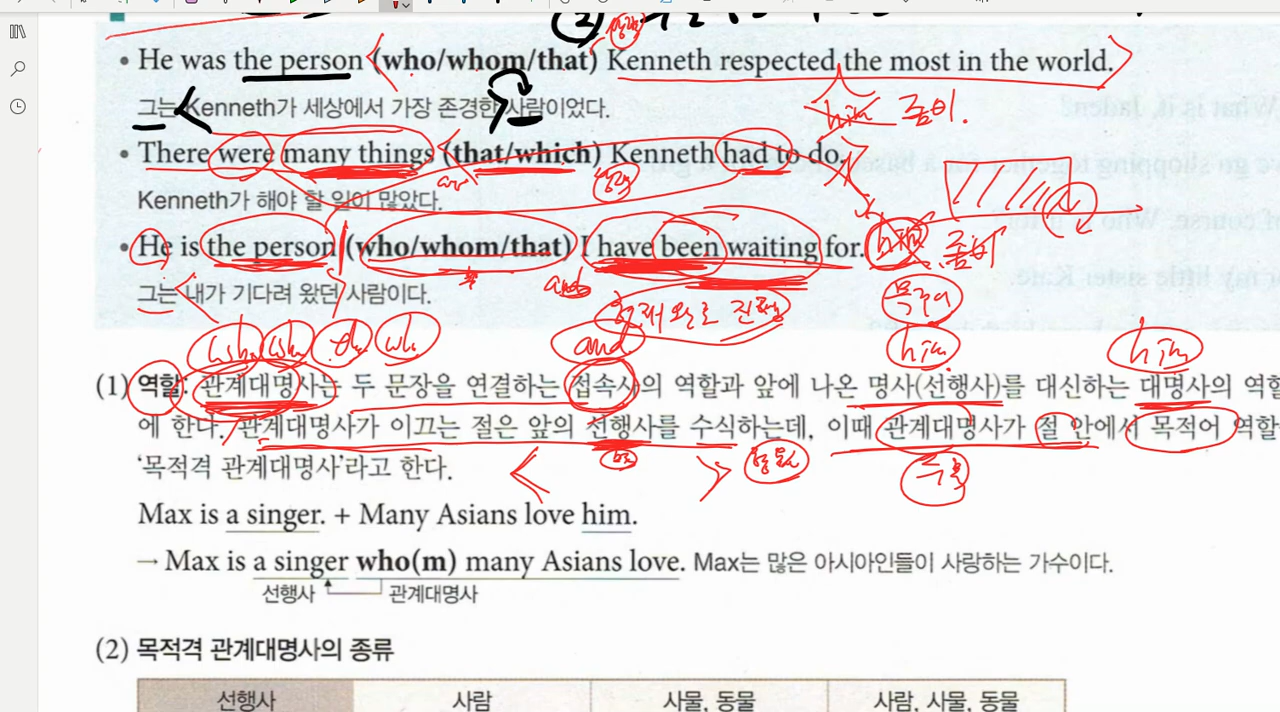 • He was the person (who/whom/that) Kenneth respected the most in the world.
그는 Kenneth가 세상에서 가장 존경한 사람이었다.
him 좀비.
• There were many things (that/which) Kenneth had to do.
Kenneth가 해야 할 일이 많았다.
• He is the person (who/whom/that) I have been waiting for.
him 좀비
and
그는 내가 기다려 왔던 사람이다.
현재완료 진행
목적어
and
him
him
(1) 역할: 관계대명사는 두 문장을 연결하는 접속사의 역할과 앞에 나온 명사(선행사)를 대신하는 대명사의 역할
에 한다. 관계대명사가 이끄는 절은 앞의 선행사를 수식하는데, 이때 관계대명사가 절 안에서 목적어 역할
‘목적격 관계대명사’라고 한다.
Max is a singer. + Many Asians love him.
→ Max is a singer who(m) many Asians love. Max는 많은 아시아인들이 사랑하는 가수이다.
선행사 관계대명사
(2) 목적격 관계대명사의 종류
선행사 사람 사물, 동물 사람, 사물, 동물